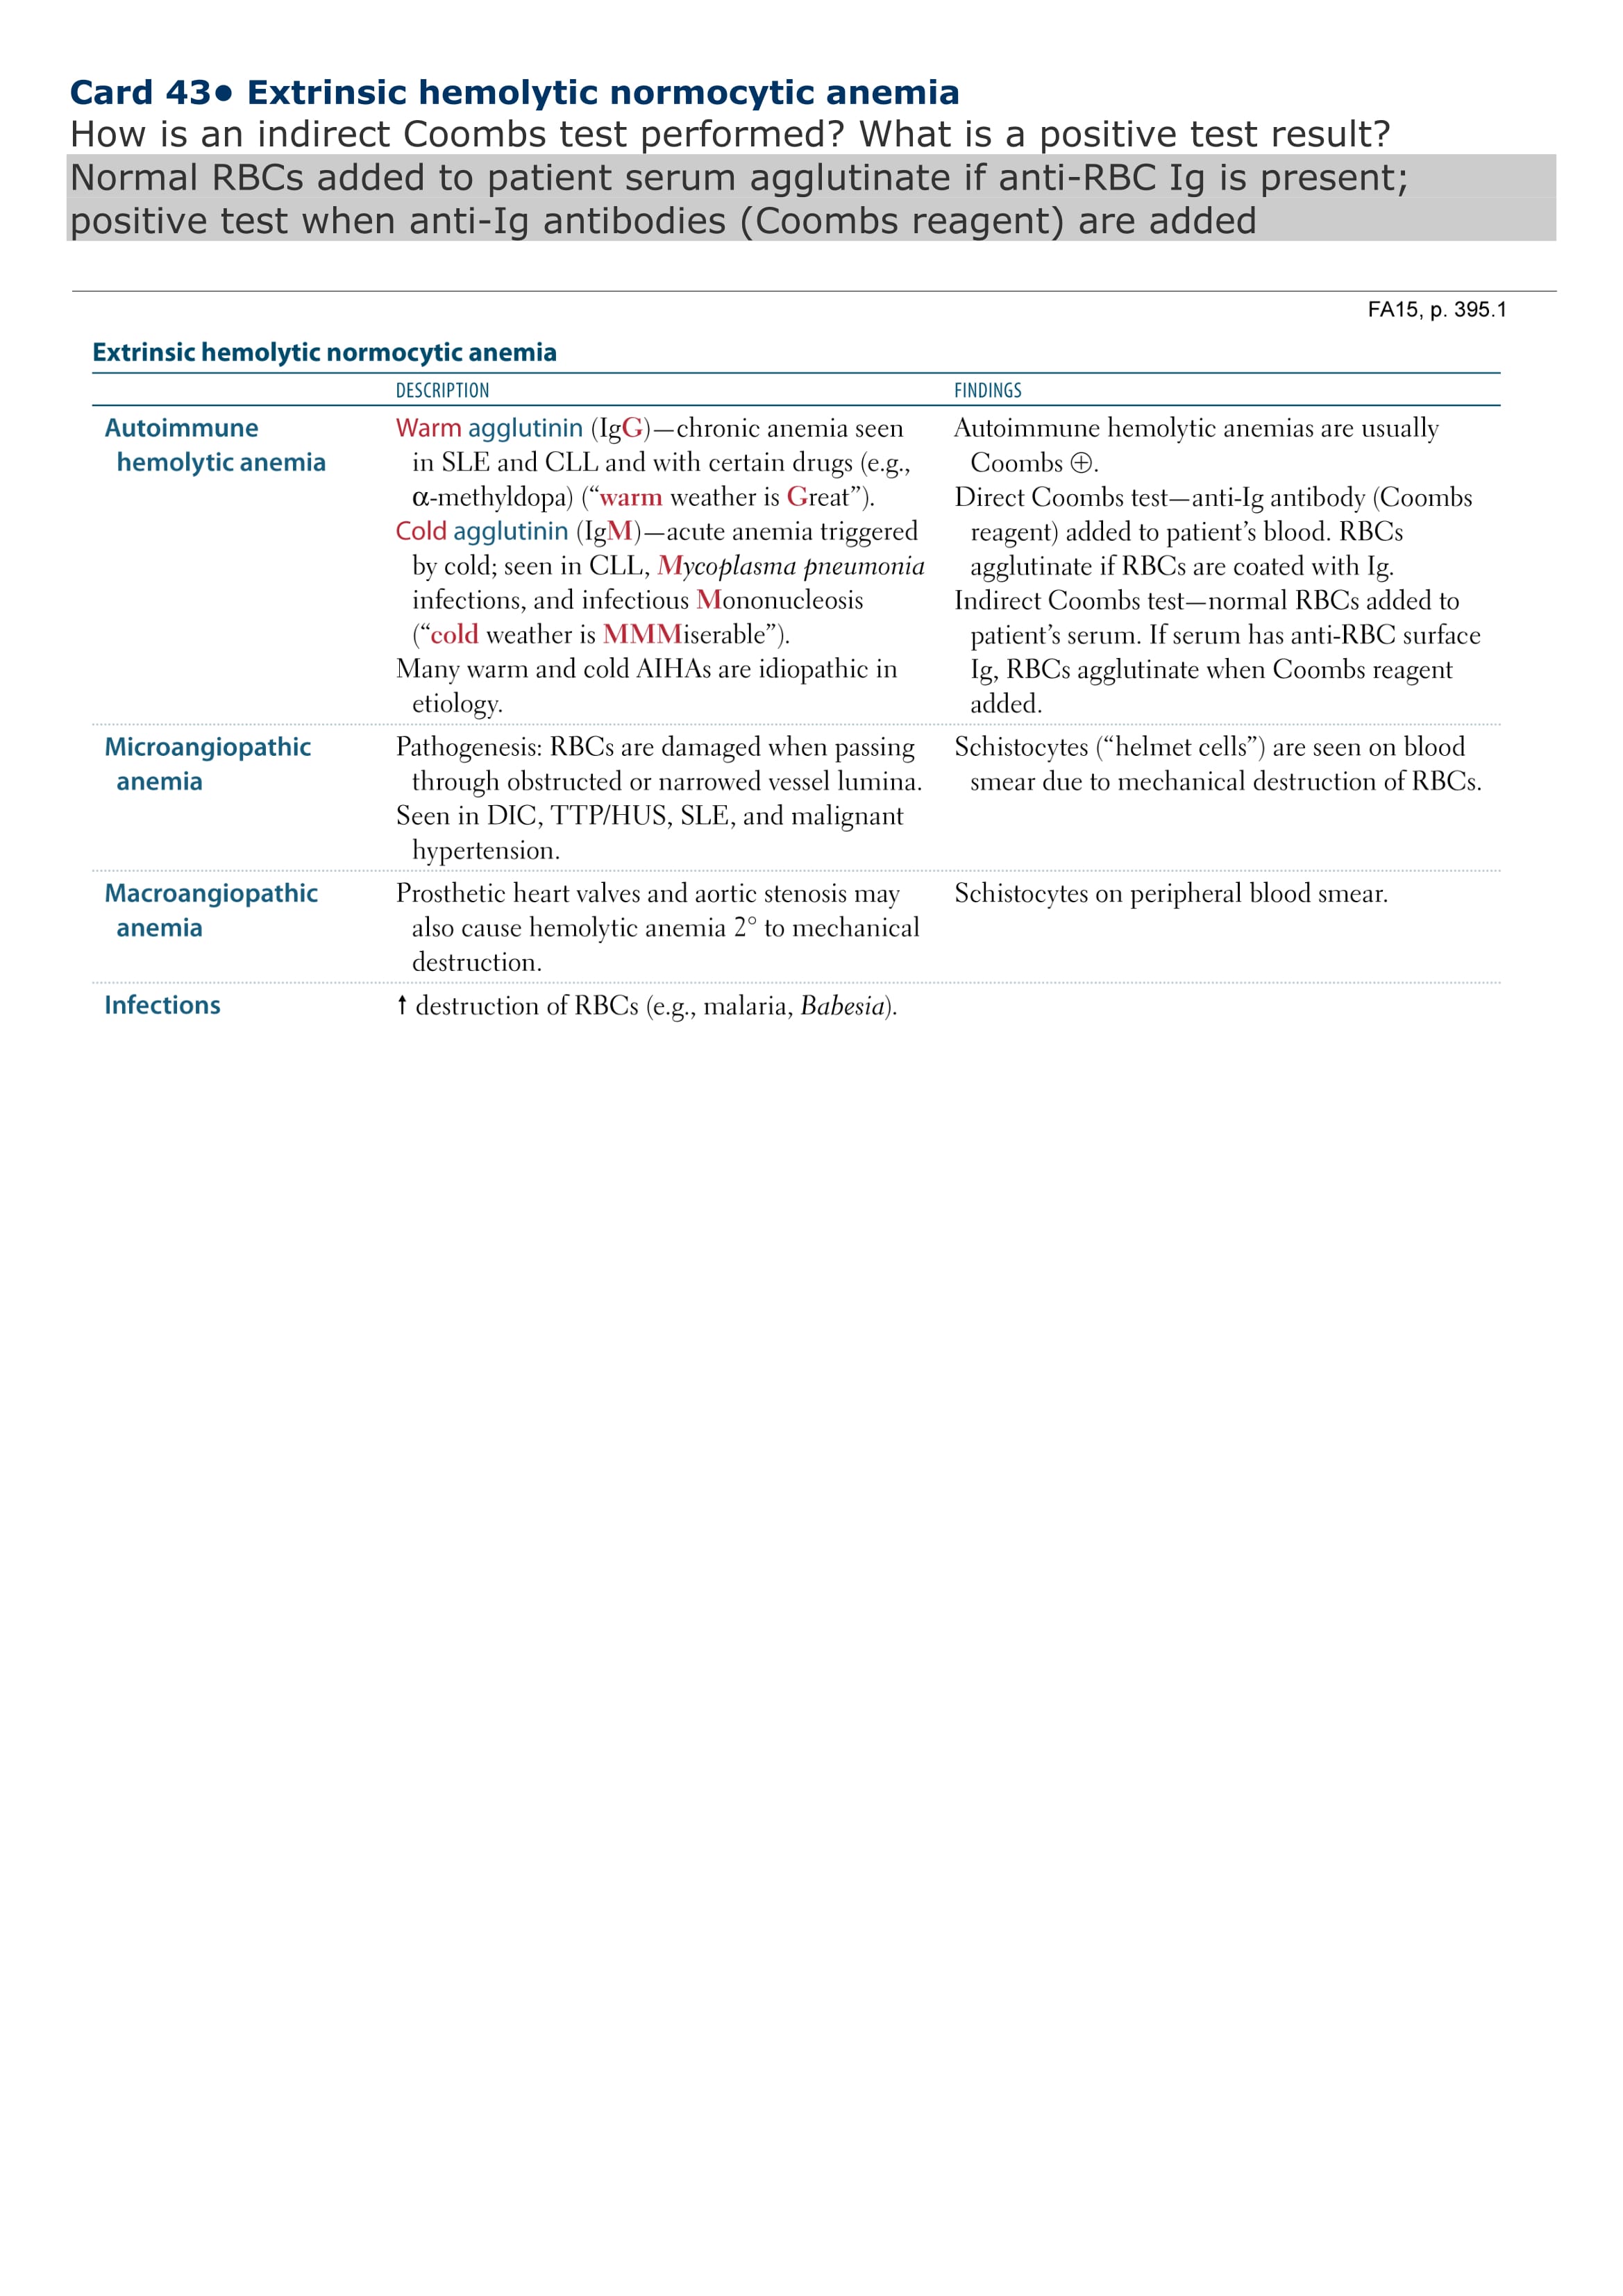 Card 43● Extrinsic hemolytic normocytic anemia
How is an indirect Coombs test performed? What is a positive test result?
Normal RBCs added to patient serum agglutinate if anti-RBC Ig is present;
positive test when anti-Ig antibodies (Coombs reagent) are added
FA15, p. 395.1
Extrinsic hemolytic normocytic anemia
DESCRIPTION
FINDINGS
Autoimmune
hemolytic anemia
Warm agglutinin (IgG)—chronic anemia seen
in SLE and CLL and with certain drugs (e.g.,
α-methyldopa) (“warm weather is Great”).
Cold agglutinin (IgM)—acute anemia triggered
by cold; seen in CLL, Mycoplasma pneumonia
infections, and infectious Mononucleosis
(“cold weather is MMMiserable”).
Many warm and cold AIHAs are idiopathic in
etiology.
Autoimmune hemolytic anemias are usually
Coombs ⊕.
Direct Coombs test—anti-Ig antibody (Coombs
reagent) added to patient’s blood. RBCs
agglutinate if RBCs are coated with Ig.
Indirect Coombs test—normal RBCs added to
patient’s serum. If serum has anti-RBC surface
Ig, RBCs agglutinate when Coombs reagent
added.
Microangiopathic
anemia
Pathogenesis: RBCs are damaged when passing
through obstructed or narrowed vessel lumina.
Seen in DIC, TTP/HUS, SLE, and malignant
hypertension.
Schistocytes (“helmet cells”) are seen on blood
smear due to mechanical destruction of RBCs.
Macroangiopathic
anemia
Prosthetic heart valves and aortic stenosis may
also cause hemolytic anemia 2° to mechanical
destruction.
Schistocytes on peripheral blood smear.
Infections
↑ destruction of RBCs (e.g., malaria, Babesia).